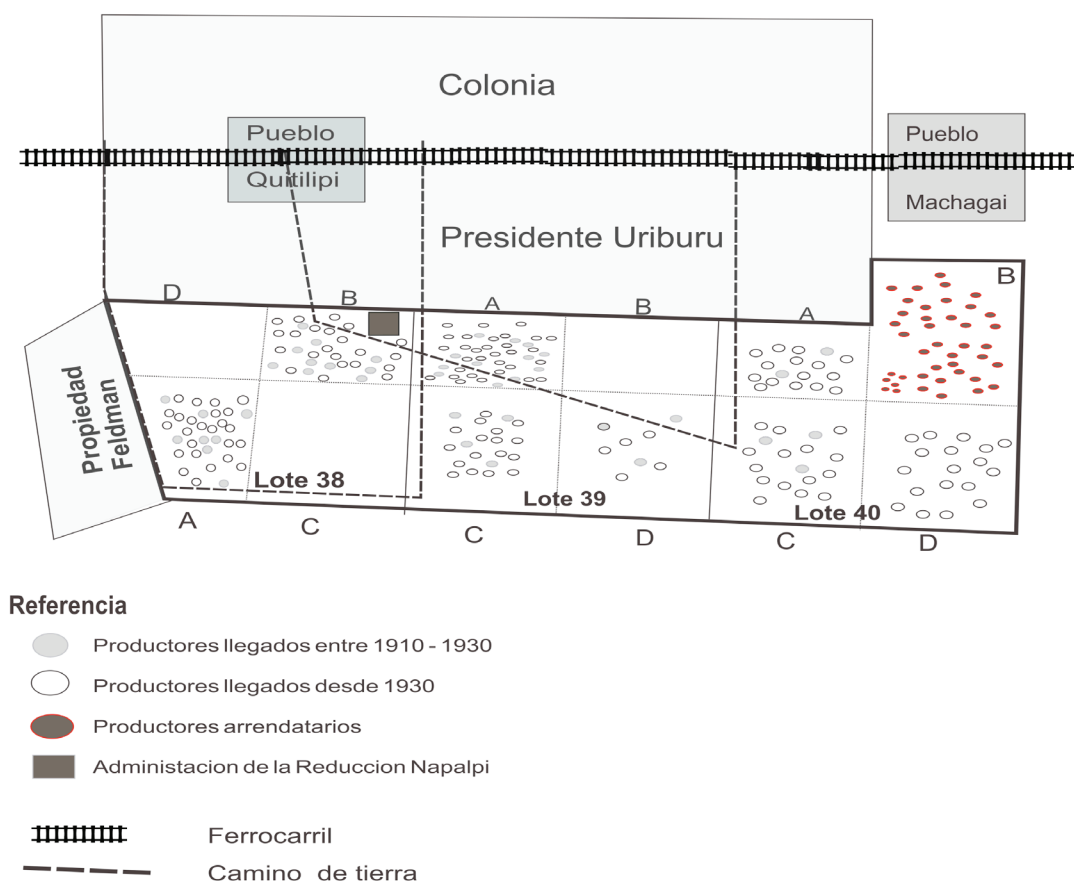 Colonia
Pueblo
Quitilipi
Pueblo
Machagai
Presidente Uriburu
D
B
A
B
A
B
Propiedad
Feldman
Lote 38
Lote 39
Lote 40
A
C
C
D
C
D
Referencia
Productores llegados entre 1910 - 1930
Productores llegados desde 1930
Productores arrendatarios
Administacion de la Reduccion Napalpi
Ferrocarril
Camino de tierra